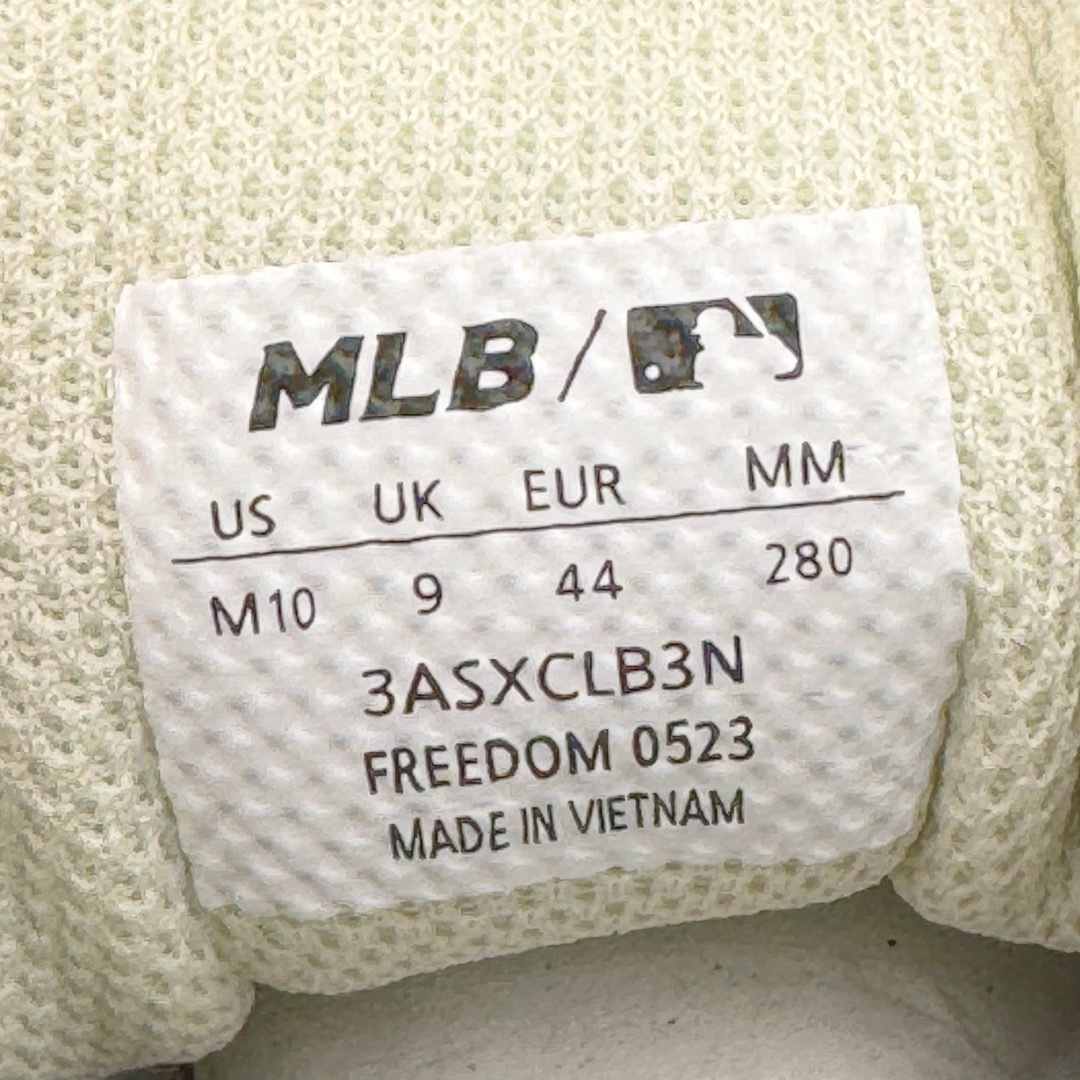 MLB /
US UK EUR MM
M10 9 44 280
3ASXCLB3N
FREEDOM 0523
MADE IN VIETNAM